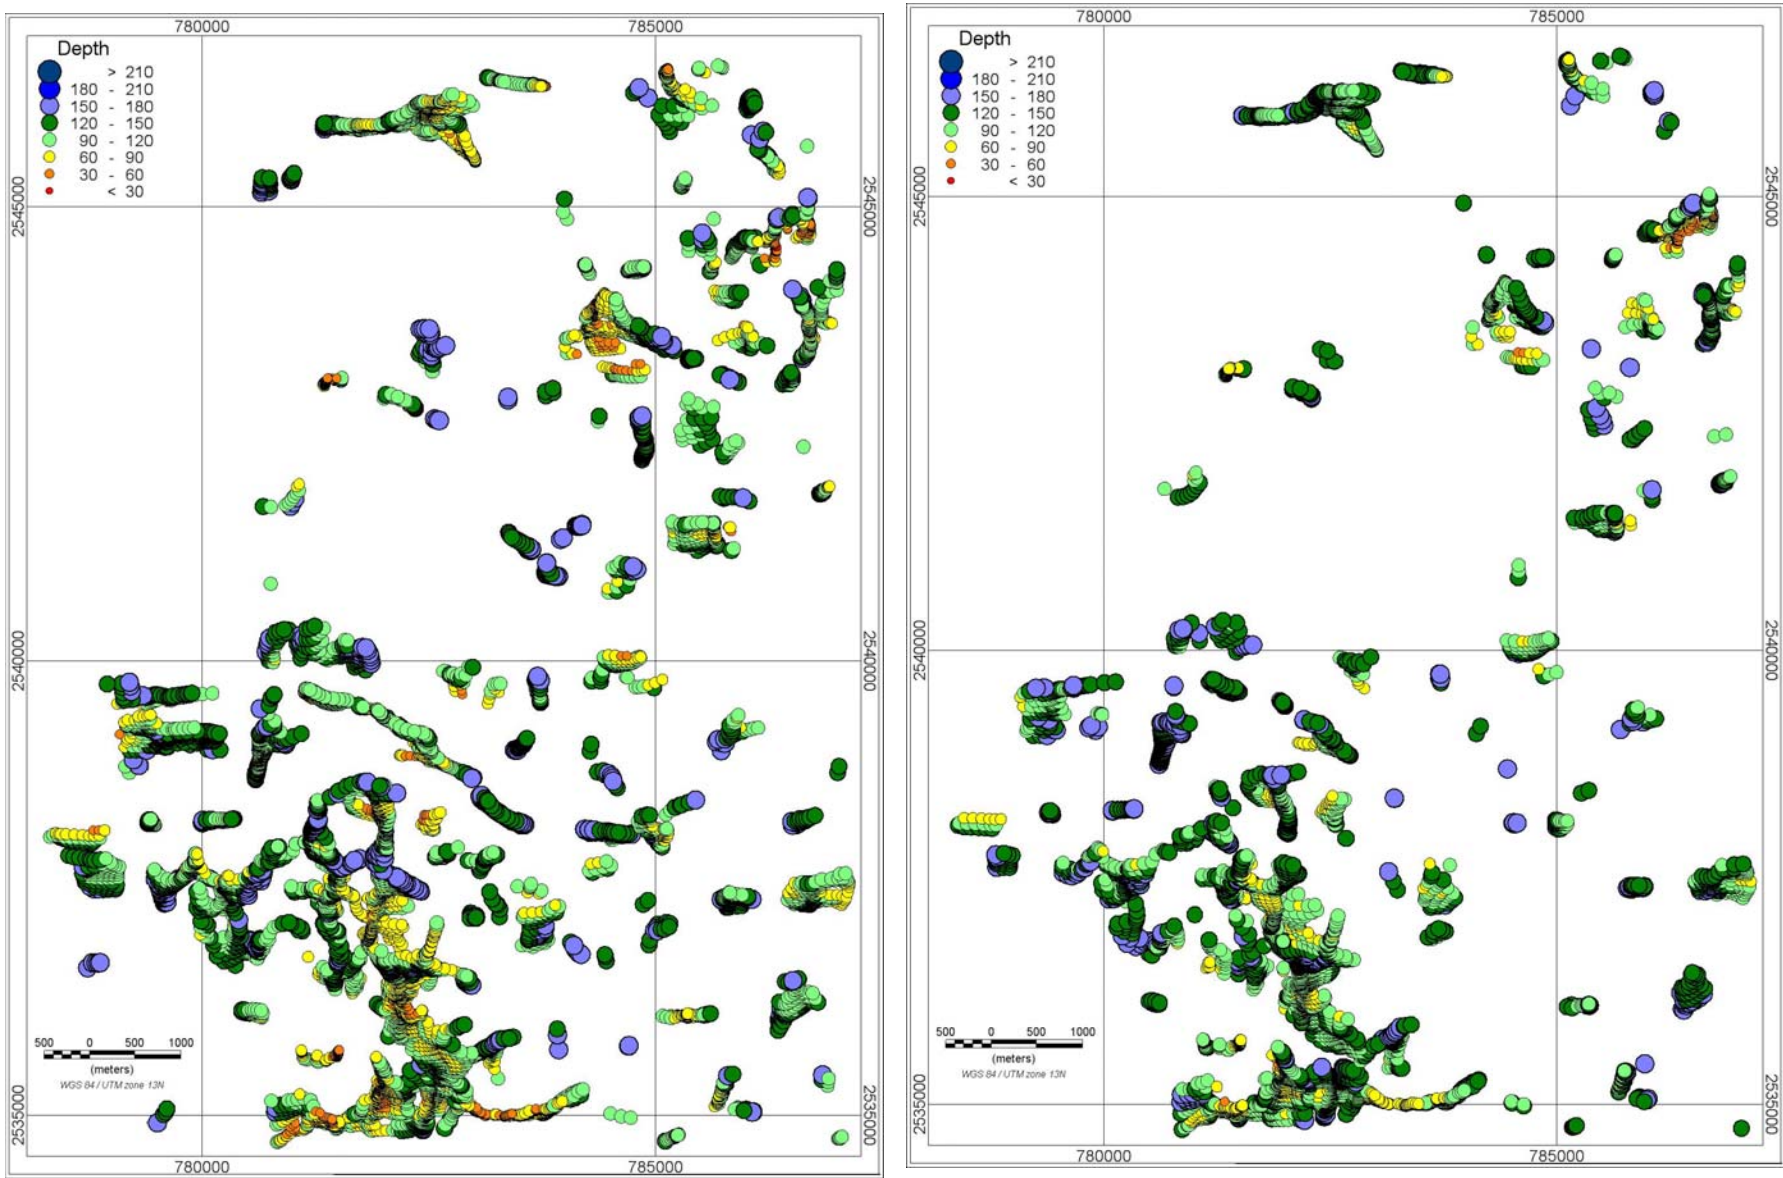 780000 785000
Depth
> 210
180 - 210
150 - 180
120 - 150
90 - 120
60 - 90
30 - 60
< 30
2545000 2545000
2540000 2540000
500 0 500 1000
(meters)
WGS 84 / UTM zone 13N
2535000 2535000
780000 785000
780000 785000
Depth
> 210
180 - 210
150 - 180
120 - 150
90 - 120
60 - 90
30 - 60
< 30
2545000 2545000
2540000 2540000
500 0 500 1000
(meters)
WGS 84 / UTM zone 13N
2535000 2535000
780000 785000